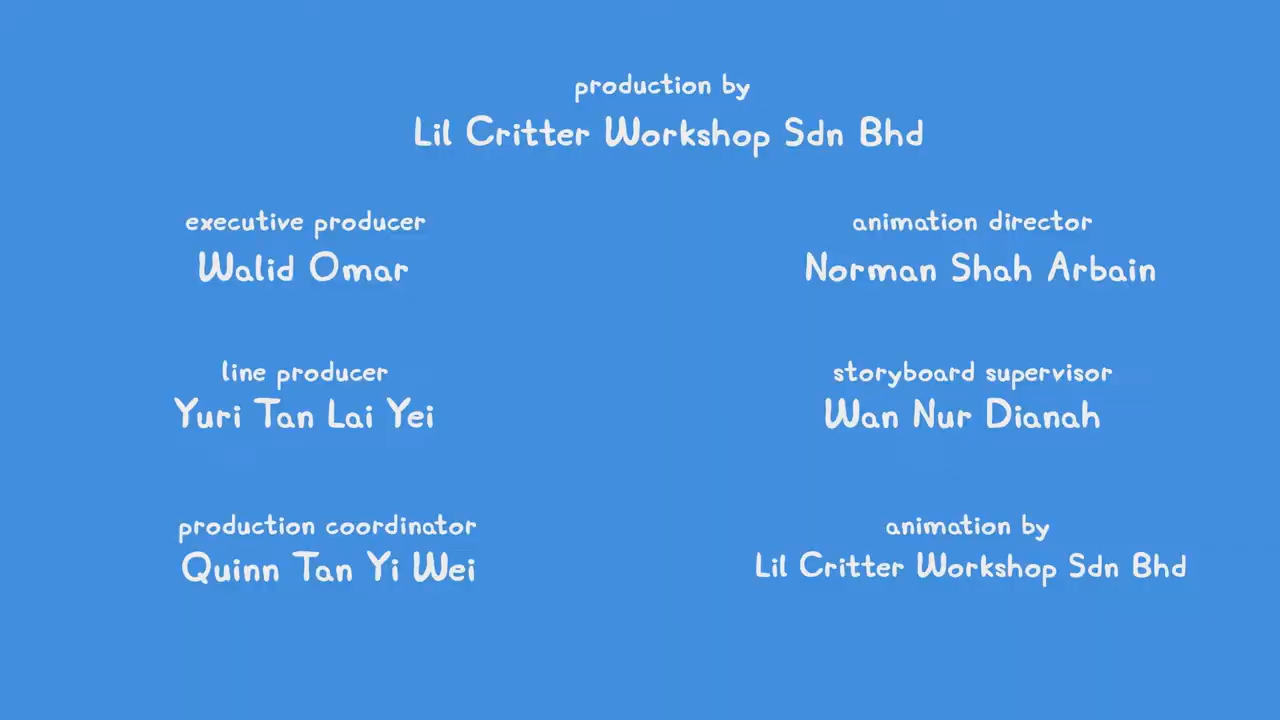 production by
Lil Critter Workshop Sdn Bhd
executive producer
Walid Omar
animation director
Norman Shah Arbain
line producer
Yuri Tan Lai Yei
storyboard supervisor
Wan Nur Dianah
production coordinator
Quinn Tan Yi Wei
animation by
Lil Critter Workshop Sdn Bhd